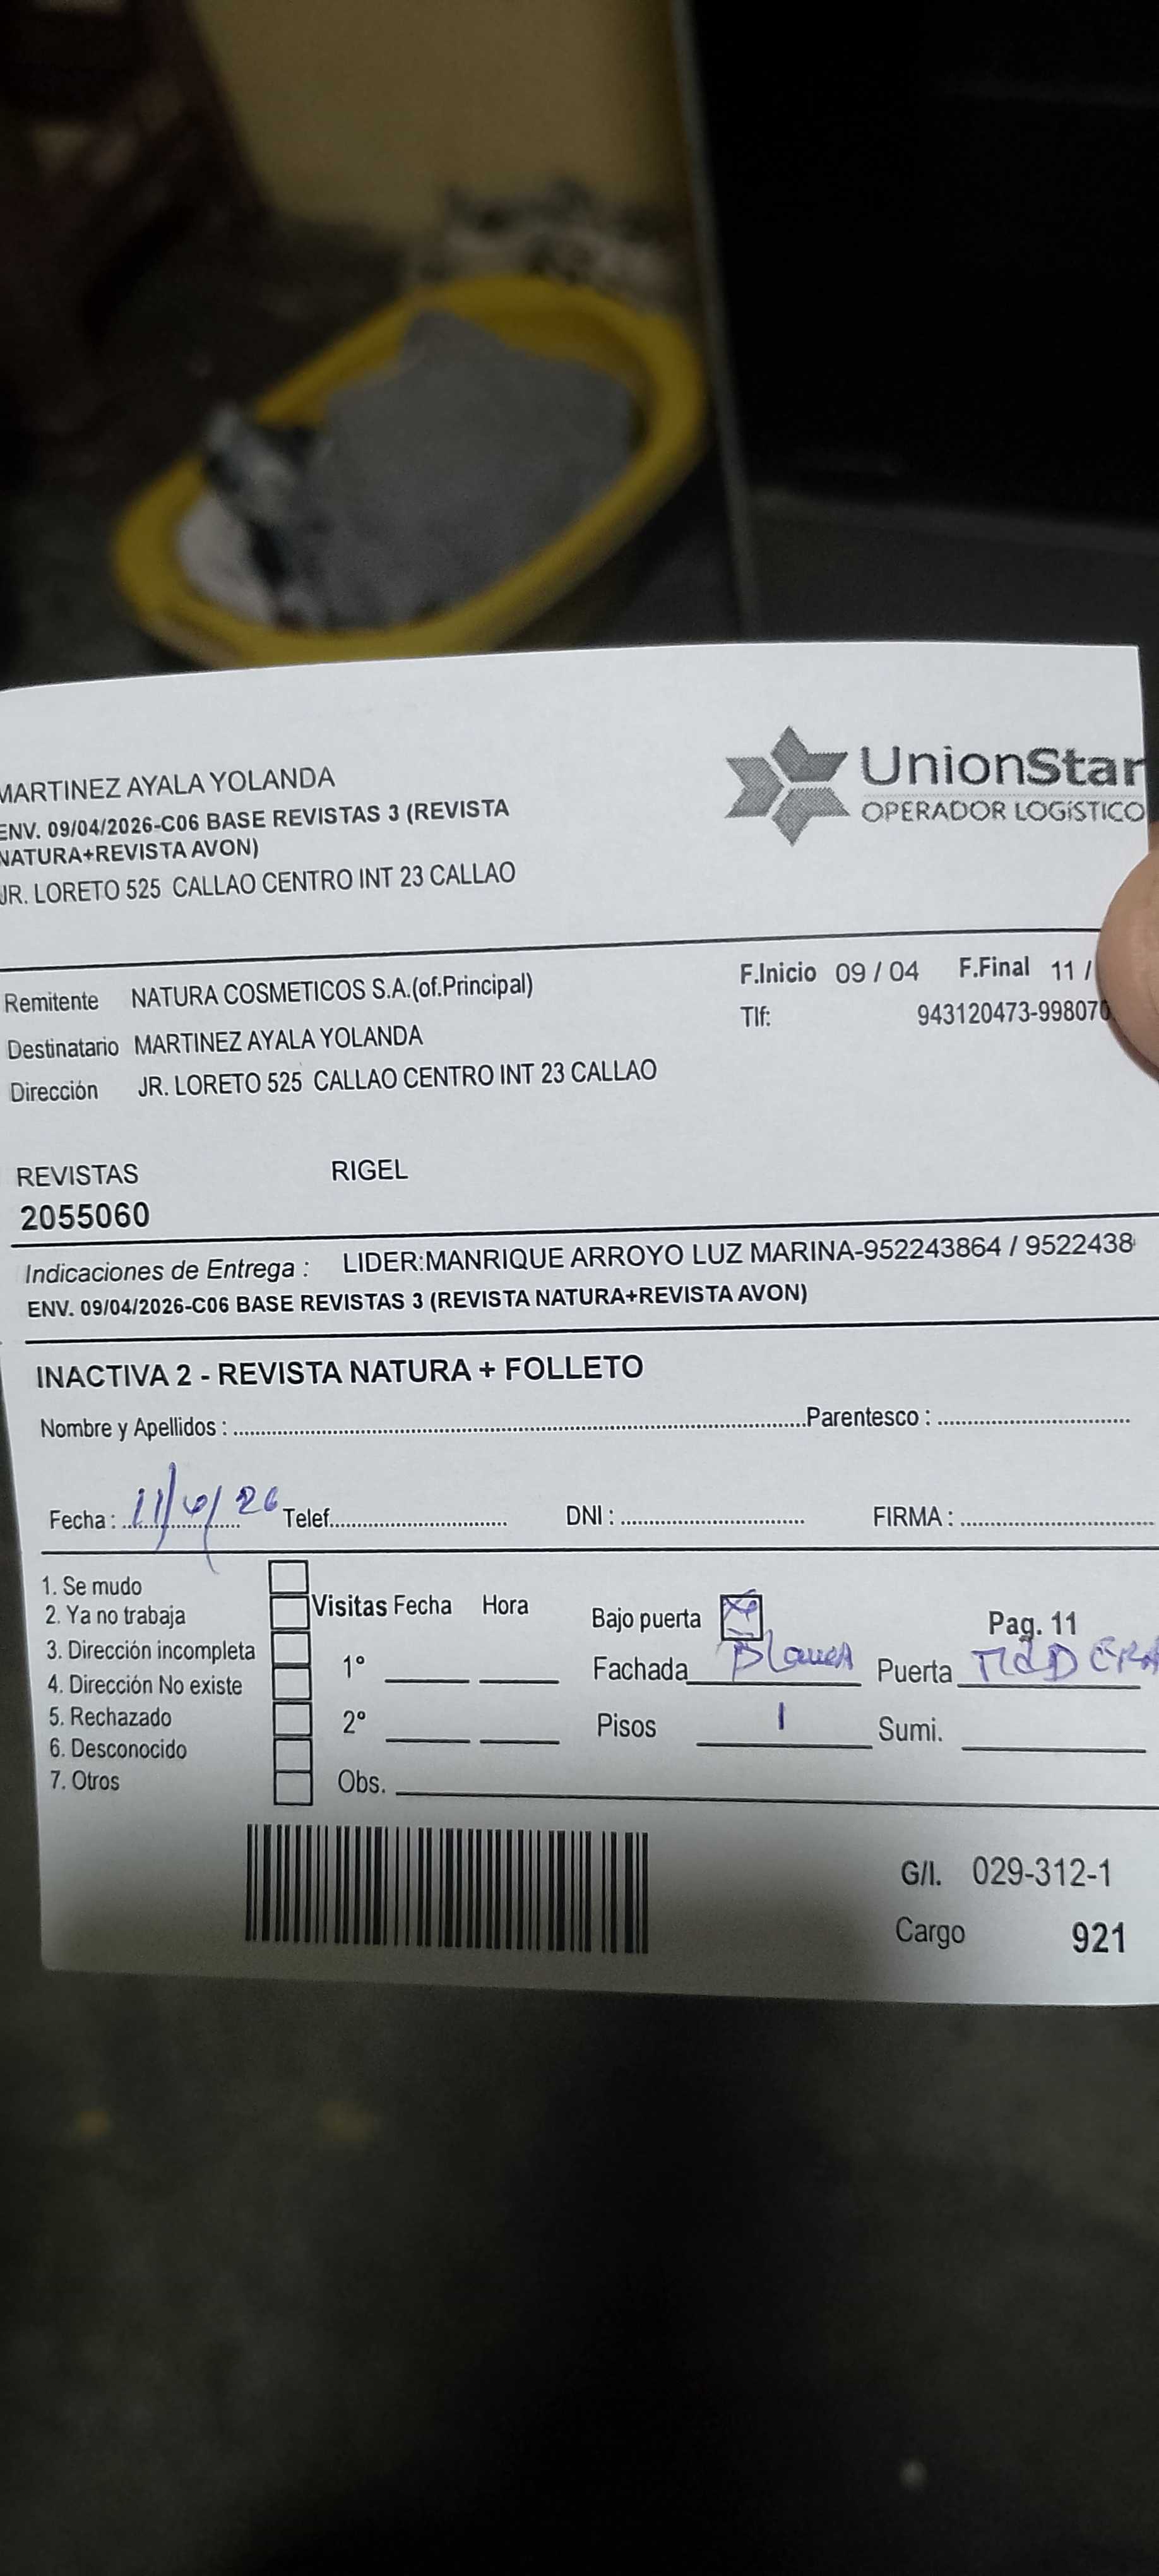 MARTINEZ AYALA YOLANDA
ENV. 09/04/2026-C06 BASE REVISTAS 3 (REVISTA
NATURA+REVISTA AVON)
JR. LORETO 525 CALLAO CENTRO INT 23 CALLAO
UnionStar
OPERADOR LOGíSTICO
Remitente NATURA COSMETICOS S.A.(of.Principal)
F.Inicio 09 / 04 F.Final 11 /
Tlf: 943120473-998070
Destinatario MARTINEZ AYALA YOLANDA
Dirección JR. LORETO 525 CALLAO CENTRO INT 23 CALLAO
REVISTAS RIGEL
2055060
Indicaciones de Entrega : LIDER:MANRIQUE ARROYO LUZ MARINA-952243864 / 9522438
ENV. 09/04/2026-C06 BASE REVISTAS 3 (REVISTA NATURA+REVISTA AVON)
INACTIVA 2 - REVISTA NATURA + FOLLETO
Nombre y Apellidos : Parentesco :
Fecha : 11/4/26 Telef. DNI : FIRMA :
1. Se mudo
2. Ya no trabaja
3. Dirección incompleta
4. Dirección No existe
5. Rechazado
6. Desconocido
7. Otros
Visitas Fecha Hora
1°
2°
Obs.
Bajo puerta X Pag. 11
Fachada Blanca Puerta MADERA
Pisos 1 Sumi.
G/I. 029-312-1
Cargo 921